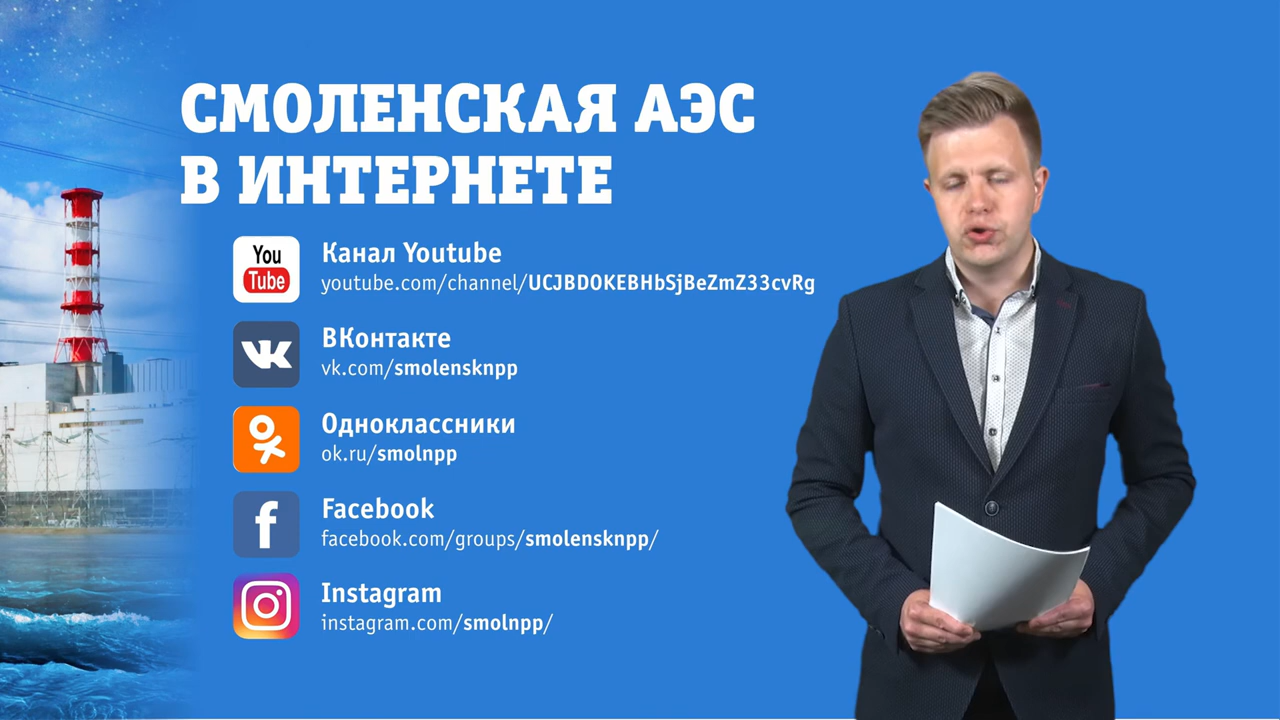 СМОЛЕНСКАЯ АЭС
В ИНТЕРНЕТЕ
You
Tube
Канал Youtube
youtube.com/channel/UCJBDOKEBHbSjBeZmZ33cvRg
ВКонтакте
vk.com/smolensknpp
Одноклассники
ok.ru/smolnpp
Facebook
facebook.com/groups/smolensknpp/
Instagram
instagram.com/smolnpp/